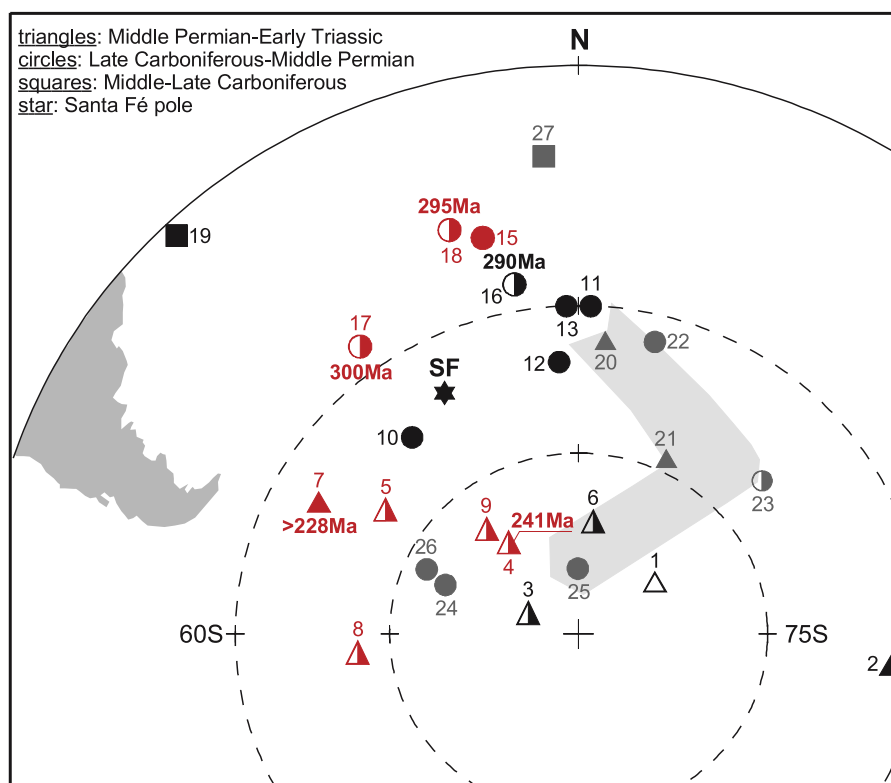 triangles: Middle Permian-Early Triassic
circles: Late Carboniferous-Middle Permian
squares: Middle-Late Carboniferous
star: Santa Fé pole
N
27
19
295Ma
15
18
290Ma
16
11
13
17
300Ma
SF
12
20
22
10
21
7
>228Ma
5
9
241Ma
4
6
23
26
24
25
1
3
60S
75S
8
2